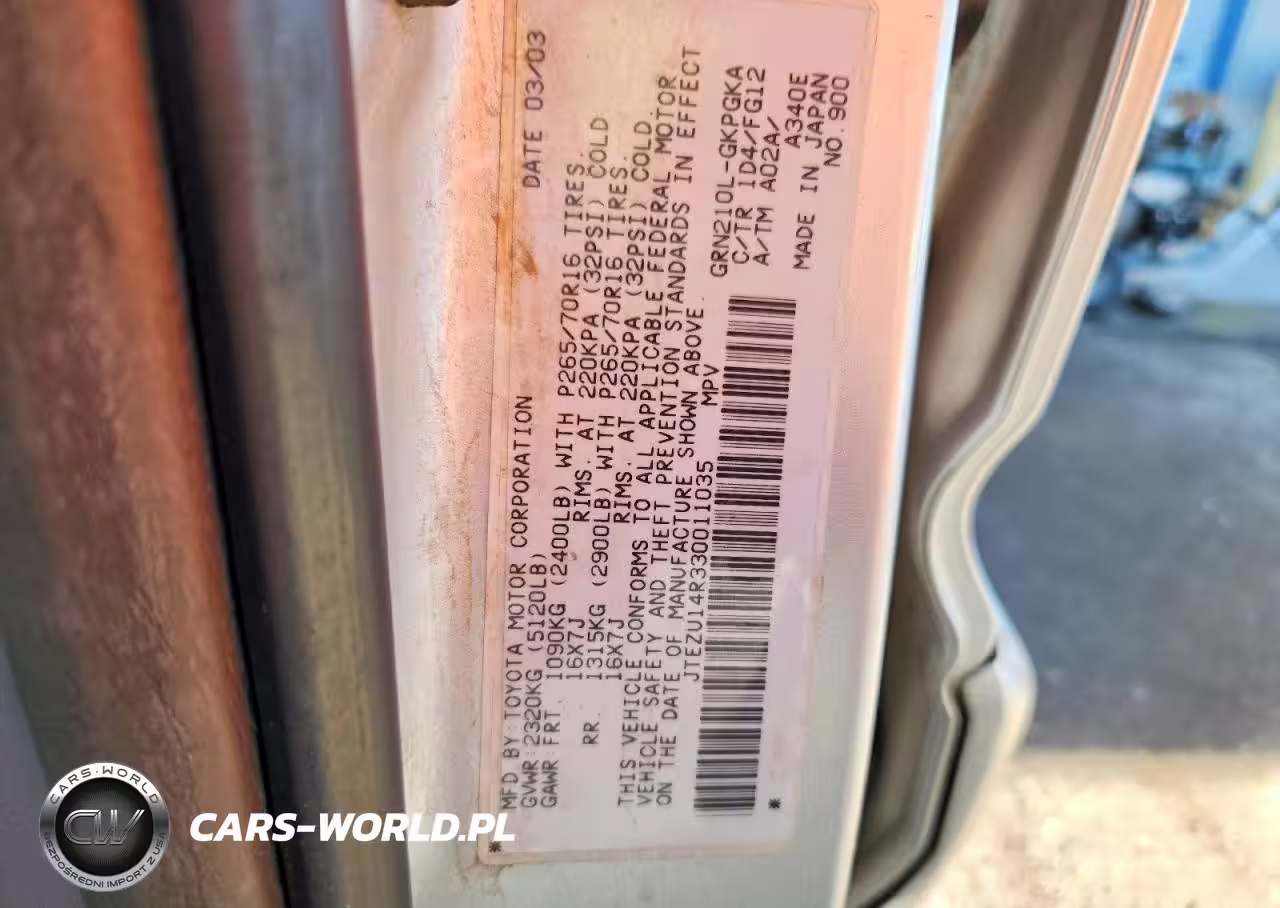 MFD BY:TOYOTA MOTOR CORPORATION DATE 03/03
GVWR:2320KG (5120LB)
GAWR:FRT. 1090KG (2400LB) WITH P265/70R16 TIRES.
16X7J RIMS. AT 220KPA (32PSI) COLD
RR. 1315KG (2900LB) WITH P265/70R16 TIRES.
16X7J RIMS. AT 220KPA (32PSI) COLD.
THIS VEHICLE CONFORMS TO ALL APPLICABLE FEDERAL MOTOR
VEHICLE SAFETY AND THEFT PREVENTION STANDARDS IN EFFECT
ON THE DATE OF MANUFACTURE SHOWN ABOVE.
JTEZU14R330011035 MPV
GRN210L-GKPGKA
C/TR 1D4/FG12
A/TM A02A/ A340E
MADE IN JAPAN
NO.900
* *
CARS-WORLD
CW
BEZPOŚREDNI IMPORT Z USA
CARS-WORLD.PL